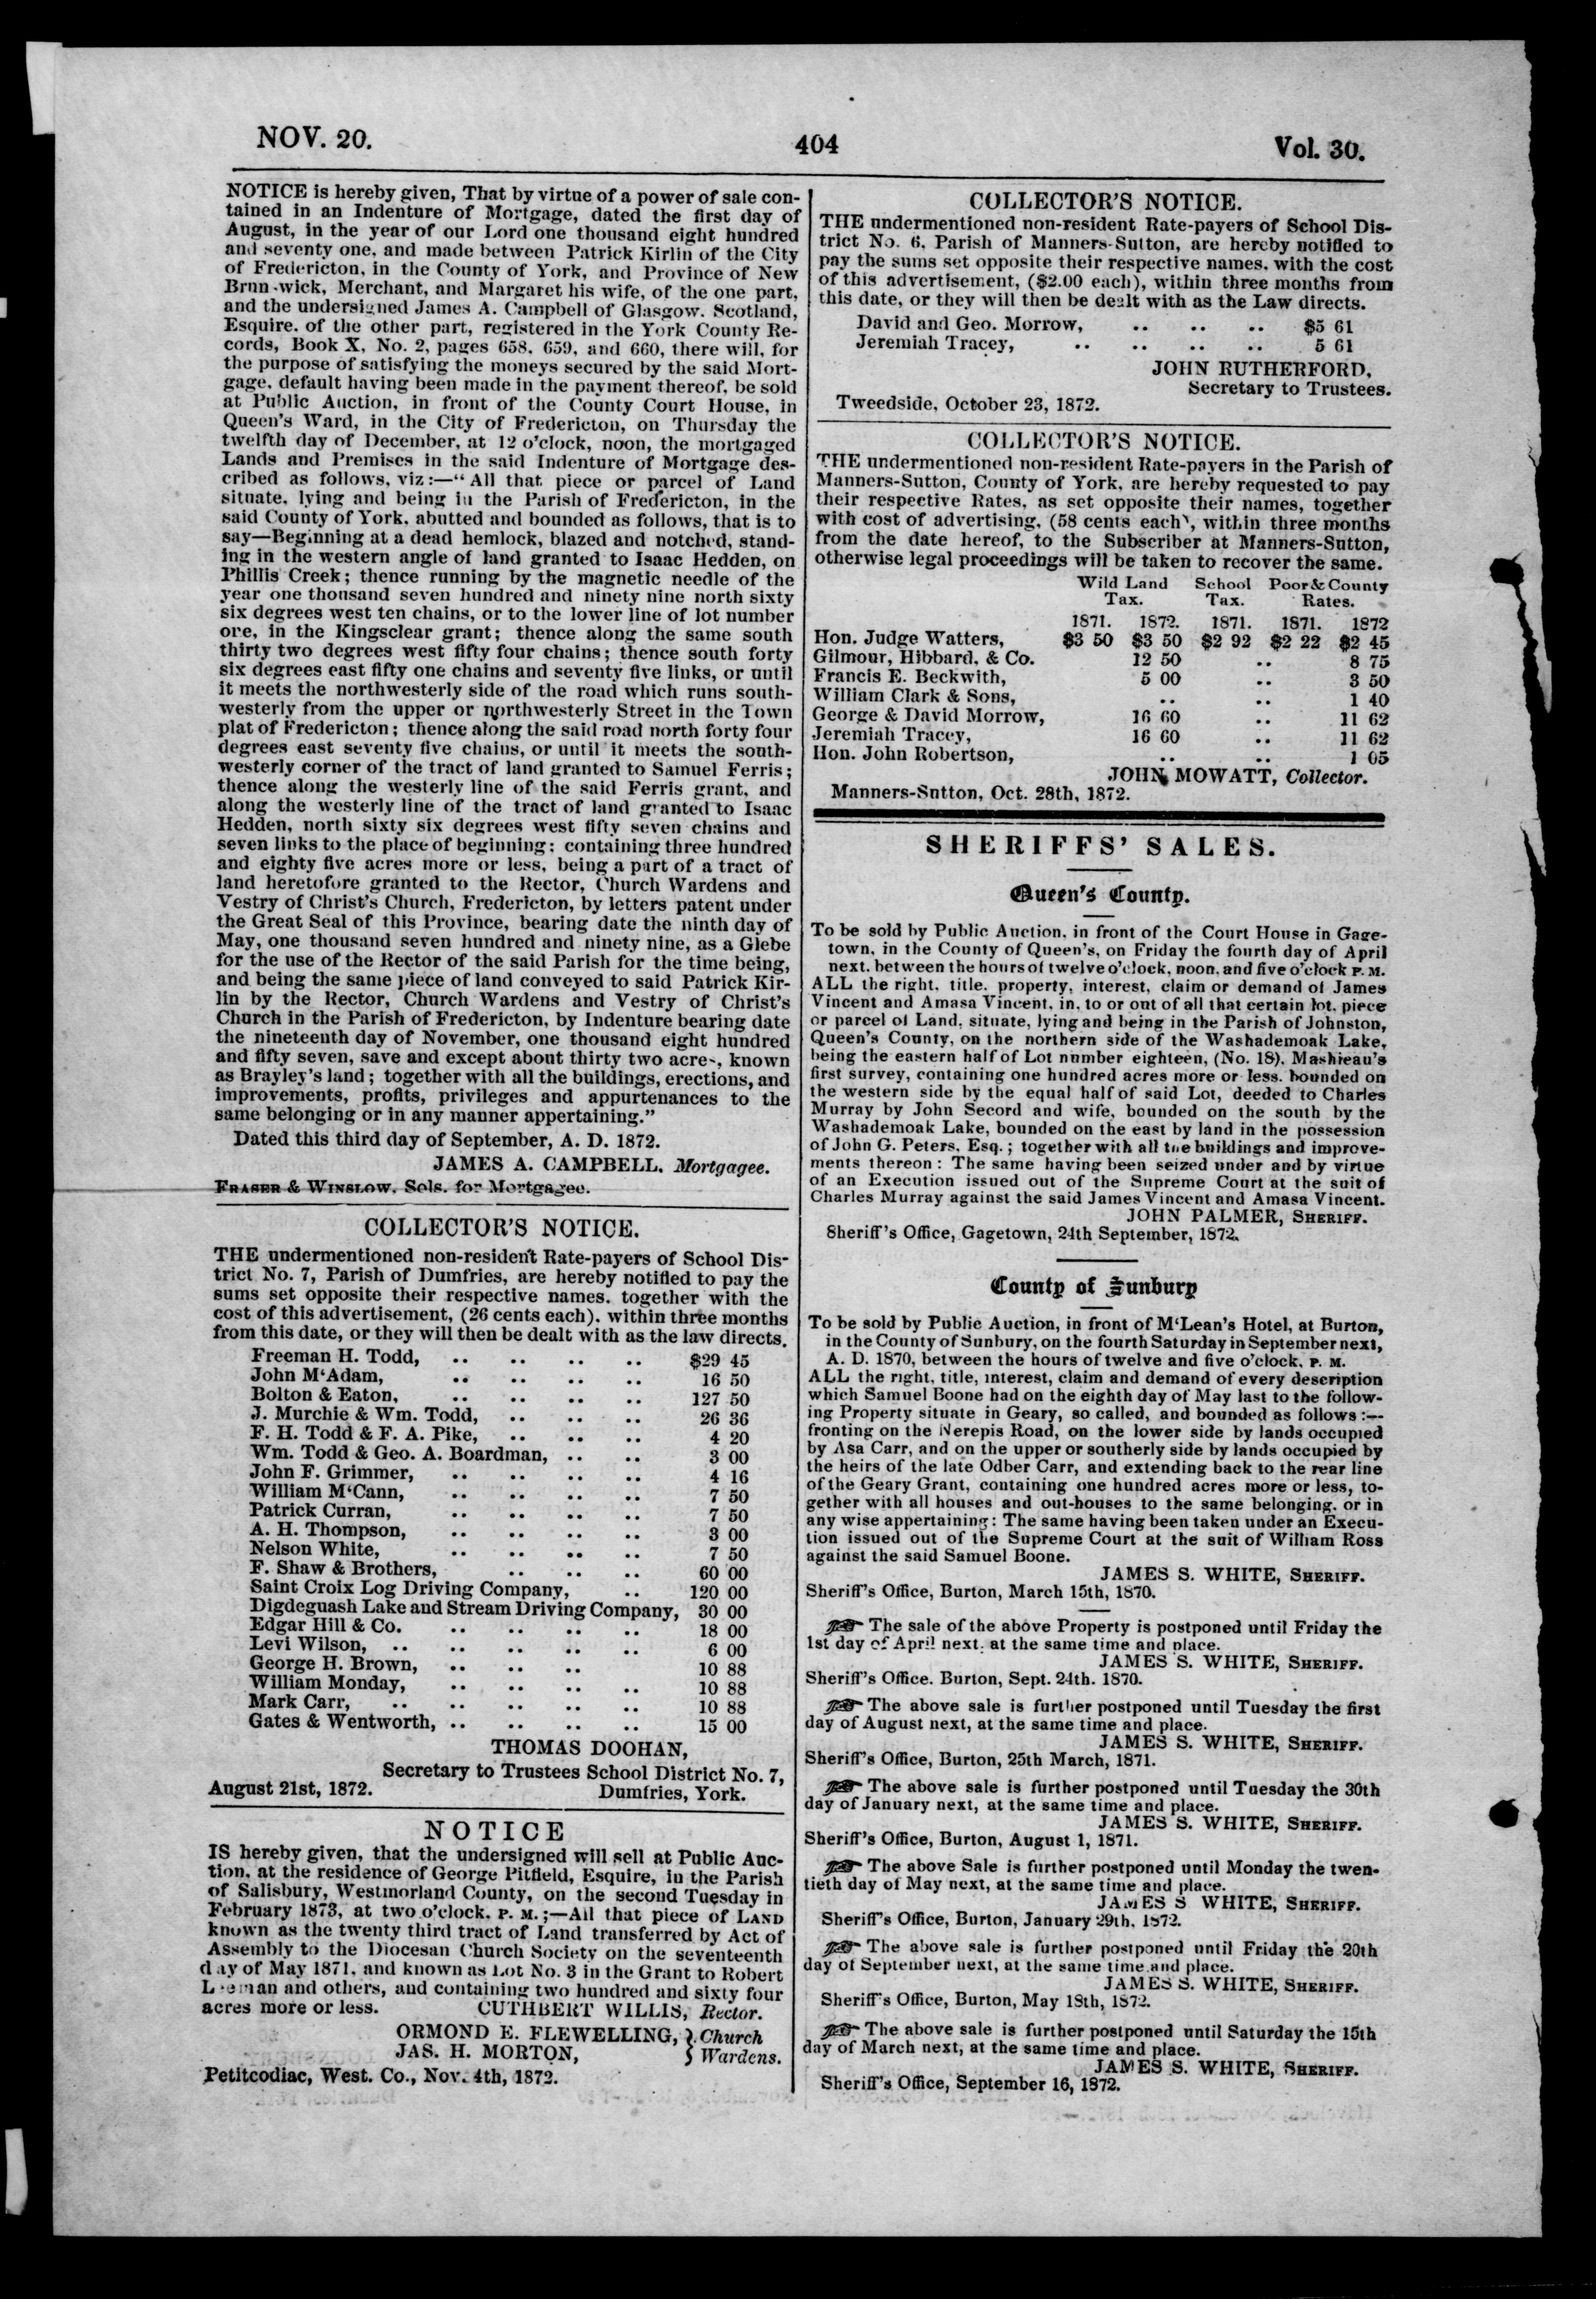 NOV. 20.
404
Vol. 30.
NOTICE is hereby given, That by virtue of a power of sale con-
tained in an Indenture of Mortgage, dated the first day of
August, in the year of our Lord one thousand eight hundred
and seventy one, and made between Patrick Kirlin of the City
of Fredericton, in the County of York, and Province of New
Brun-wick, Merchant, and Margaret his wife, of the one part,
and the undersigned James A. Campbell of Glasgow. Scotland,
Esquire. of the other part, registered in the York County Re-
cords, Book X, No. 2, pages 658. 659, and 660, there will, for
the purpose of satisfying the moneys secured by the said Mort-
gage. default having been made in the payment thereof, be sold
at Public Auction, in front of the County Court House, in
Queen's Ward, in the City of Fredericton, on Thursday the
twelfth day of December, at 12 o'clock, noon, the mortgaged
Lands and Premises in the said Indenture of Mortgage des-
cribed as follows, viz:—“All that piece or parcel of Land
situate, lying and being in the Parish of Fredericton, in the
said County of York, abutted and bounded as follows, that is to
say—Beginning at a dead hemlock, blazed and notched, stand-
ing in the western angle of land granted to Isaac Hedden, on
Phillis Creek; thence running by the magnetic needle of the
year one thousand seven hundred and ninety nine north sixty
six degrees west ten chains, or to the lower line of lot number
one, in the Kingsclear grant; thence along the same south
thirty two degrees west fifty four chains; thence south forty
six degrees east fifty one chains and seventy five links, or until
it meets the northwesterly side of the road which runs south-
westerly from the upper or northwesterly Street in the Town
plat of Fredericton; thence along the said road north forty four
degrees east seventy five chains, or until it meets the south-
westerly corner of the tract of land granted to Samuel Ferris;
thence along the westerly line of the said Ferris grant, and
along the westerly line of the tract of land granted to Isaac
Hedden, north sixty six degrees west fifty seven chains and
seven links to the place of beginning: containing three hundred
and eighty five acres more or less, being a part of a tract of
land heretofore granted to the Rector, Church Wardens and
Vestry of Christ's Church, Fredericton, by letters patent under
the Great Seal of this Province, bearing date the ninth day of
May, one thousand seven hundred and ninety nine, as a Glebe
for the use of the Rector of the said Parish for the time being,
and being the same piece of land conveyed to said Patrick Kir-
lin by the Rector, Church Wardens and Vestry of Christ's
Church in the Parish of Fredericton, by Indenture bearing date
the nineteenth day of November, one thousand eight hundred
and fifty seven, save and except about thirty two acre-, known
as Brayley's land; together with all the buildings, erections, and
improvements, profits, privileges and appurtenances to the
same belonging or in any manner appertaining.”
Dated this third day of September, A. D. 1872.
JAMES A. CAMPBELL. Mortgagee.
FRASER & WINSLOW. Sols. for Mortgagee.
COLLECTOR'S NOTICE.
THE undermentioned non-resident Rate-payers of School Dis-
trict No. 7, Parish of Dumfries, are hereby notified to pay the
sums set opposite their respective names. together with the
cost of this advertisement, (26 cents each). within three months
from this date, or they will then be dealt with as the law directs.
Freeman H. Todd, .. .. .. .. $29 45
John M'Adam, .. .. .. .. 16 50
Bolton & Eaton, .. .. .. .. 127 50
J. Murchie & Wm. Todd, .. .. .. 26 36
F. H. Todd & F. A. Pike, .. .. .. 4 20
Wm. Todd & Geo. A. Boardman, .. .. 3 00
John F. Grimmer, .. .. .. .. 4 16
William M'Cann, .. .. .. .. 7 50
Patrick Curran, .. .. .. .. 7 50
A. H. Thompson, .. .. .. .. 3 00
Nelson White, .. .. .. .. 7 50
F. Shaw & Brothers, .. .. .. 60 00
Saint Croix Log Driving Company, .. 120 00
Digdeguash Lake and Stream Driving Company, 30 00
Edgar Hill & Co. .. .. .. .. 18 00
Levi Wilson, .. .. .. .. .. 6 00
George H. Brown, .. .. .. 10 88
William Monday, .. .. .. .. 10 88
Mark Carr, .. .. .. .. .. 10 88
Gates & Wentworth, .. .. .. .. 15 00
THOMAS DOOHAN,
Secretary to Trustees School District No. 7,
August 21st, 1872. Dumfries, York.
NOTICE
IS hereby given, that the undersigned will sell at Public Auc-
tion. at the residence of George Pitfield, Esquire, in the Parish
of Salisbury, Westmorland County, on the second Tuesday in
February 1873, at two o'clock. P. M.;—All that piece of LAND
known as the twenty third tract of Land transferred by Act of
Assembly to the Diocesan Church Society on the seventeenth
day of May 1871, and known as Lot No. 3 in the Grant to Robert
and others, and containing two hundred and sixty four
acres more or less. CUTHBERT WILLIS, Rector.
ORMOND E. FLEWELLING, } Church
JAS. H. MORTON, } Wardens.
Petitcodiac, West. Co., Nov. 4th, 1872.
COLLECTOR'S NOTICE.
THE undermentioned non-resident Rate-payers of School Dis-
trict No. 6, Parish of Manners-Sutton, are hereby notified to
pay the sums set opposite their respective names. with the cost
of this advertisement, ($2.00 each), within three months from
this date, or they will then be dealt with as the Law directs.
David and Geo. Morrow, .. .. .. $5 61
Jeremiah Tracey, .. .. .. .. 5 61
JOHN RUTHERFORD,
Secretary to Trustees.
Tweedside, October 23, 1872.
COLLECTOR'S NOTICE.
THE undermentioned non-resident Rate-payers in the Parish of
Manners-Sutton, County of York, are hereby requested to pay
their respective Rates, as set opposite their names, together
with cost of advertising, (58 cents each), within three months
from the date hereof, to the Subscriber at Manners-Sutton,
otherwise legal proceedings will be taken to recover the same.
Wild Land School Poor & County
Tax. Tax. Rates.
1871. 1872. 1871. 1871. 1872
Hon. Judge Watters, $3 50 $3 50 $2 92 $2 22 $2 45
Gilmour, Hibbard, & Co. 12 50 .. 8 75
Francis E. Beckwith, 5 00 .. 3 50
William Clark & Sons, .. .. 1 40
George & David Morrow, 16 60 .. 11 62
Jeremiah Tracey, 16 60 .. 11 62
Hon. John Robertson, .. .. 1 05
JOHN MOWATT, Collector.
Manners-Sutton, Oct. 28th, 1872.
SHERIFFS' SALES.
Queen's County.
To be sold by Public Auction, in front of the Court House in Gage-
town, in the County of Queen's, on Friday the fourth day of April
next. between the hours of twelve o'clock, noon, and five o'clock P. M.
ALL the right. title. property, interest, claim or demand of James
Vincent and Amasa Vincent, in. to or out of all that certain lot. piece
or parcel of Land, situate, lying and being in the Parish of Johnston,
Queen's County, on the northern side of the Washademoak Lake,
being the eastern half of Lot number eighteen, (No. 18). Mashieau's
first survey, containing one hundred acres more or less. bounded on
the western side by the equal half of said Lot, deeded to Charles
Murray by John Secord and wife, bounded on the south by the
Washademoak Lake, bounded on the east by land in the possession
of John G. Peters, Esq.; together with all the buildings and improve-
ments thereon: The same having been seized under and by virtue
of an Execution issued out of the Supreme Court at the suit of
Charles Murray against the said James Vincent and Amasa Vincent.
JOHN PALMER, SHERIFF.
Sheriff's Office, Gagetown, 24th September, 1872.
County of Sunbury
To be sold by Public Auction, in front of M'Lean's Hotel, at Burton,
in the County of Sunbury, on the fourth Saturday in September next,
A. D. 1870, between the hours of twelve and five o'clock. P. M.
ALL the right, title, interest, claim and demand of every description
which Samuel Boone had on the eighth day of May last to the follow-
ing Property situate in Geary, so called, and bounded as follows:—
fronting on the Nerepis Road, on the lower side by lands occupied
by Asa Carr, and on the upper or southerly side by lands occupied by
the heirs of the late Odber Carr, and extending back to the rear line
of the Geary Grant, containing one hundred acres more or less, to-
gether with all houses and out-houses to the same belonging. or in
any wise appertaining: The same having been taken under an Execu-
tion issued out of the Supreme Court at the suit of William Ross
against the said Samuel Boone.
JAMES S. WHITE, SHERIFF.
Sheriff's Office, Burton, March 15th, 1870.
☞ The sale of the above Property is postponed until Friday the
1st day of April next. at the same time and place.
JAMES S. WHITE, SHERIFF.
Sheriff's Office. Burton, Sept. 24th. 1870.
☞ The above sale is further postponed until Tuesday the first
day of August next, at the same time and place.
JAMES S. WHITE, SHERIFF.
Sheriff's Office, Burton, 25th March, 1871.
☞ The above sale is further postponed until Tuesday the 30th
day of January next, at the same time and place.
JAMES S. WHITE, SHERIFF.
Sheriff's Office, Burton, August 1, 1871.
☞ The above Sale is further postponed until Monday the twen-
tieth day of May next, at the same time and place.
JAMES S WHITE, SHERIFF.
Sheriff's Office, Burton, January 29th, 1872.
☞ The above sale is further postponed until Friday the 20th
day of September next, at the same time and place.
JAMES S. WHITE, SHERIFF.
Sheriff's Office, Burton, May 18th, 1872.
☞ The above sale is further postponed until Saturday the 15th
day of March next, at the same time and place.
JAMES S. WHITE, SHERIFF.
Sheriff's Office, September 16, 1872.